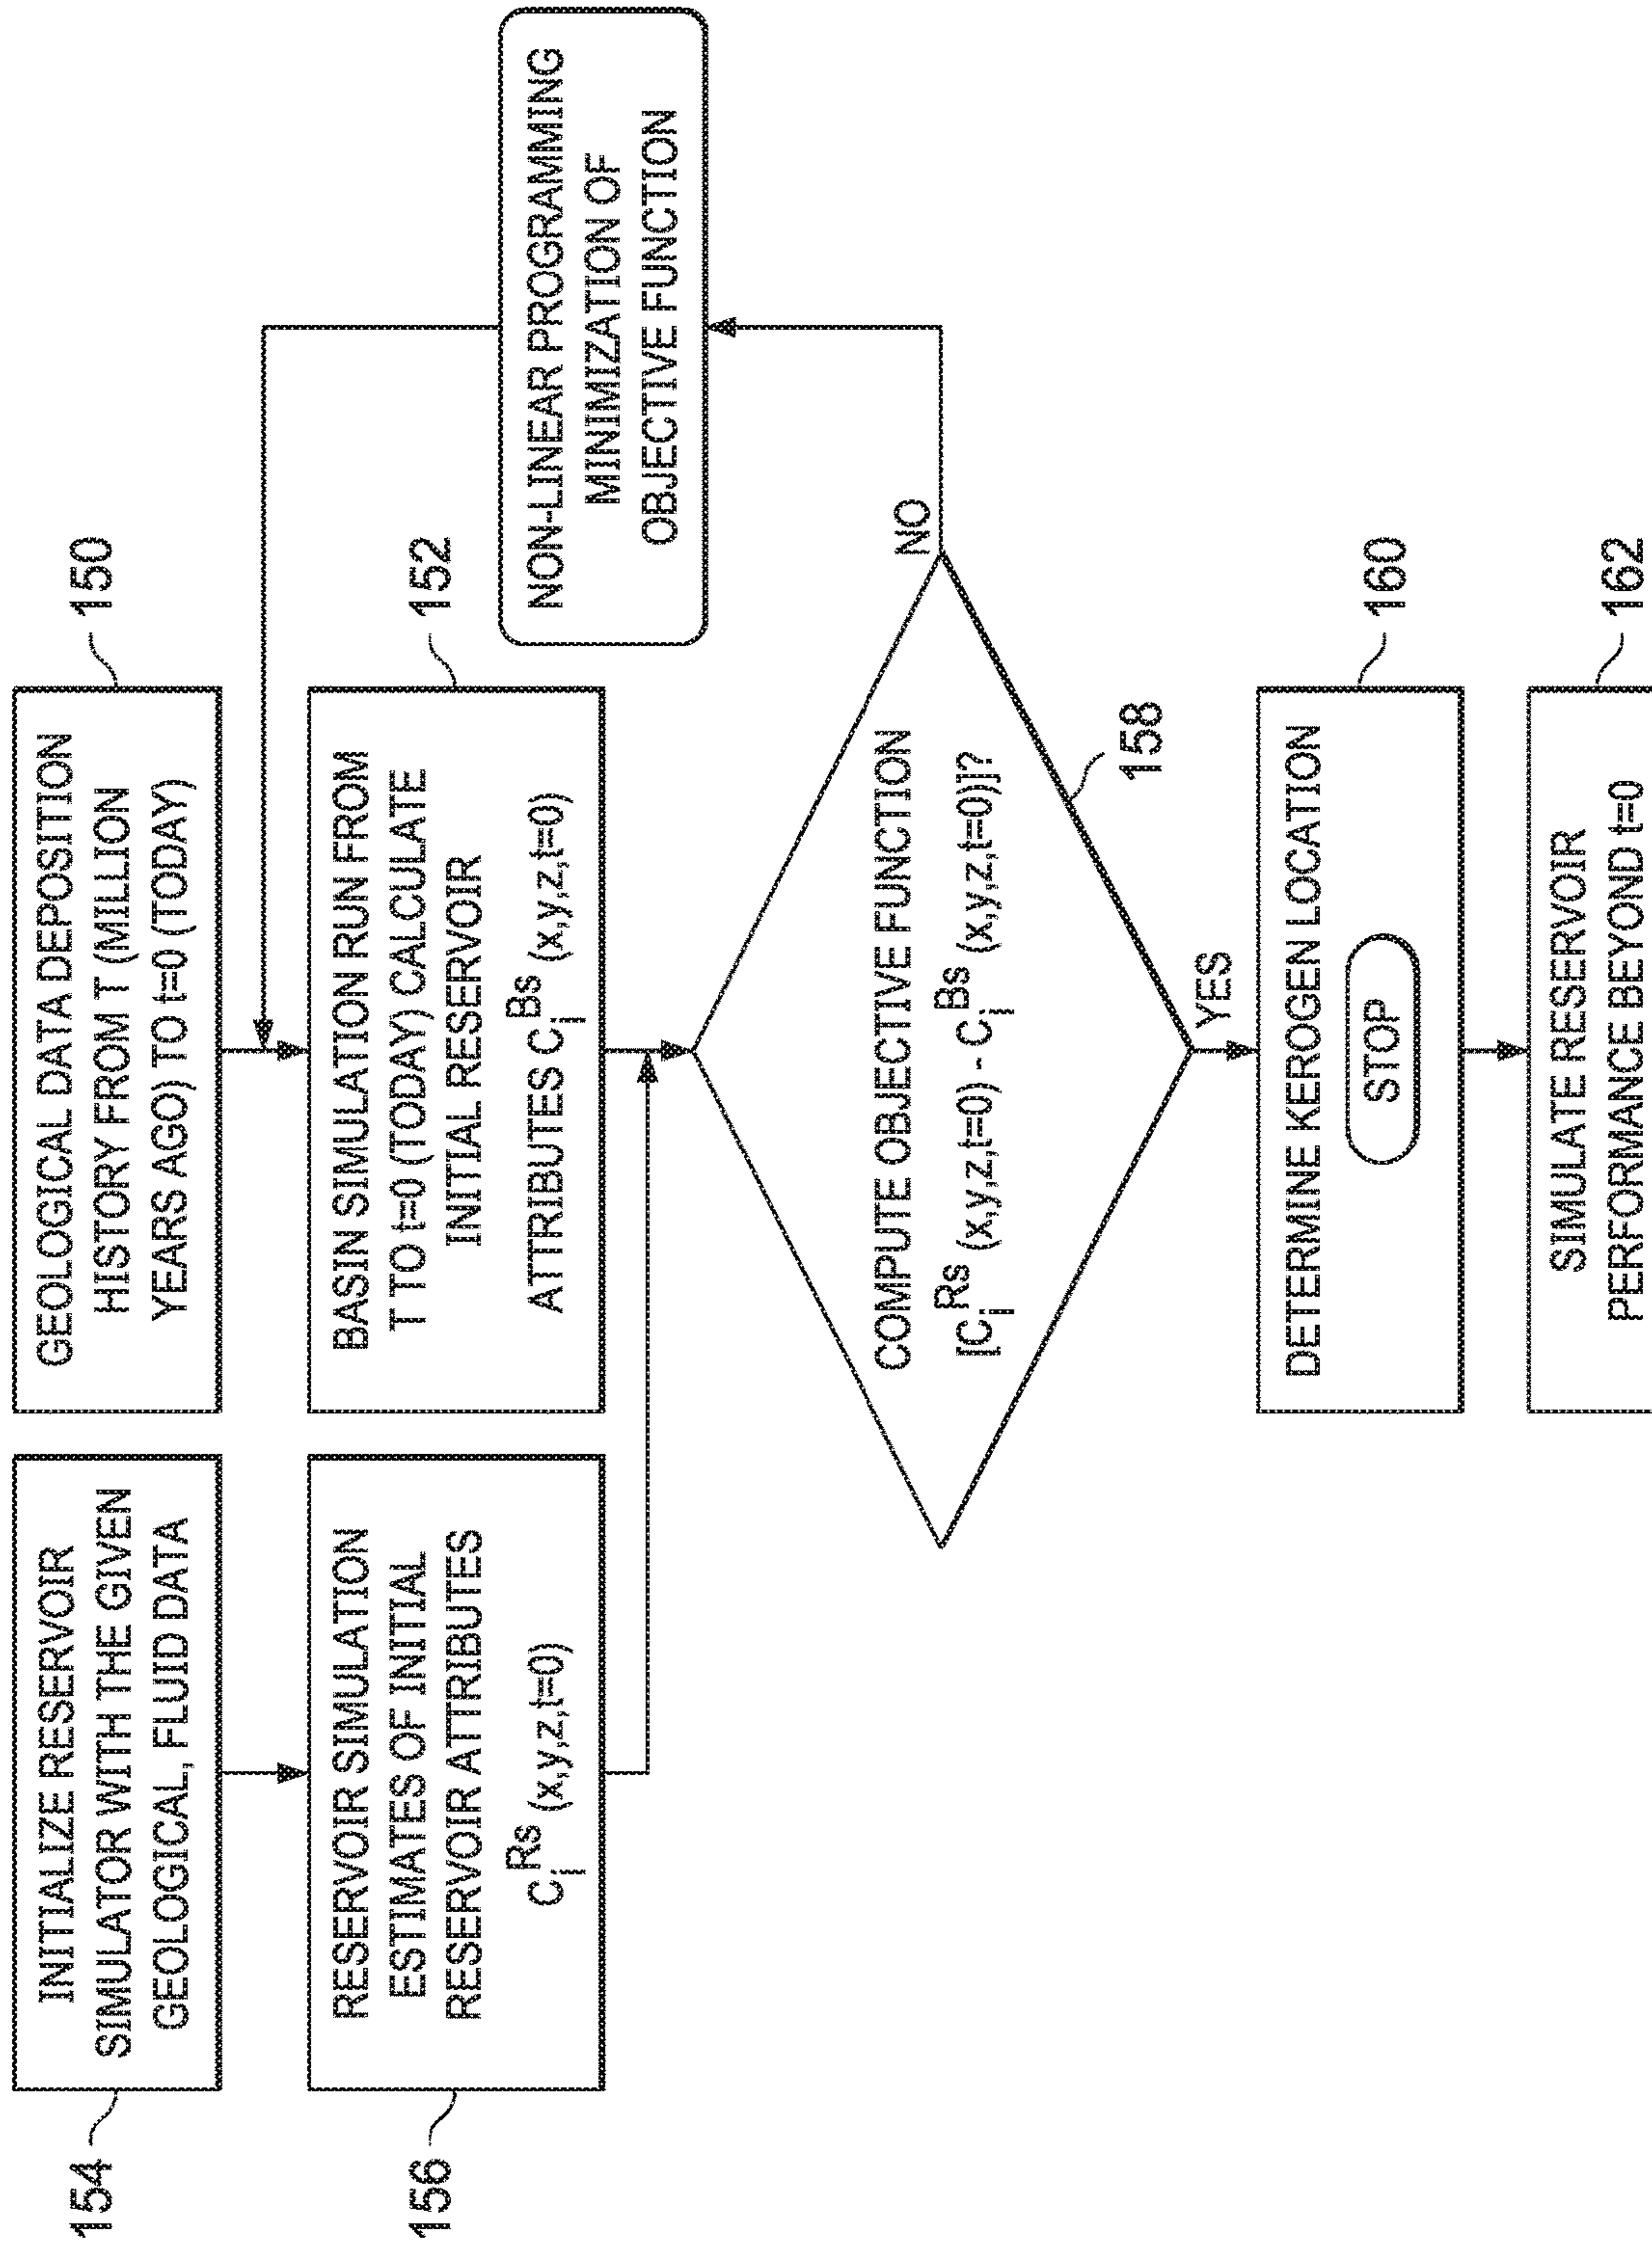 154
INITIALIZE RESERVOIR
SIMULATOR WITH THE GIVEN
GEOLOGICAL, FLUID DATA
GEOLOGICAL DATA DEPOSITION
HISTORY FROM T (MILLION
YEARS AGO) TO t=0 (TODAY)
150
156
RESERVOIR SIMULATION
ESTIMATES OF INITIAL
RESERVOIR ATTRIBUTES
C_i^Rs (x,y,z,t=0)
BASIN SIMULATION RUN FROM
T TO t=0 (TODAY) CALCULATE
INITIAL RESERVOIR
ATTRIBUTES C_i^Bs (x,y,z,t=0)
152
NON-LINEAR PROGRAMMING
MINIMIZATION OF
OBJECTIVE FUNCTION
COMPUTE OBJECTIVE FUNCTION
[C_i^Rs (x,y,z,t=0) - C_i^Bs (x,y,z,t=0)]?
NO
158
YES
DETERMINE KEROGEN LOCATION
STOP
160
SIMULATE RESERVOIR
PERFORMANCE BEYOND t=0
162